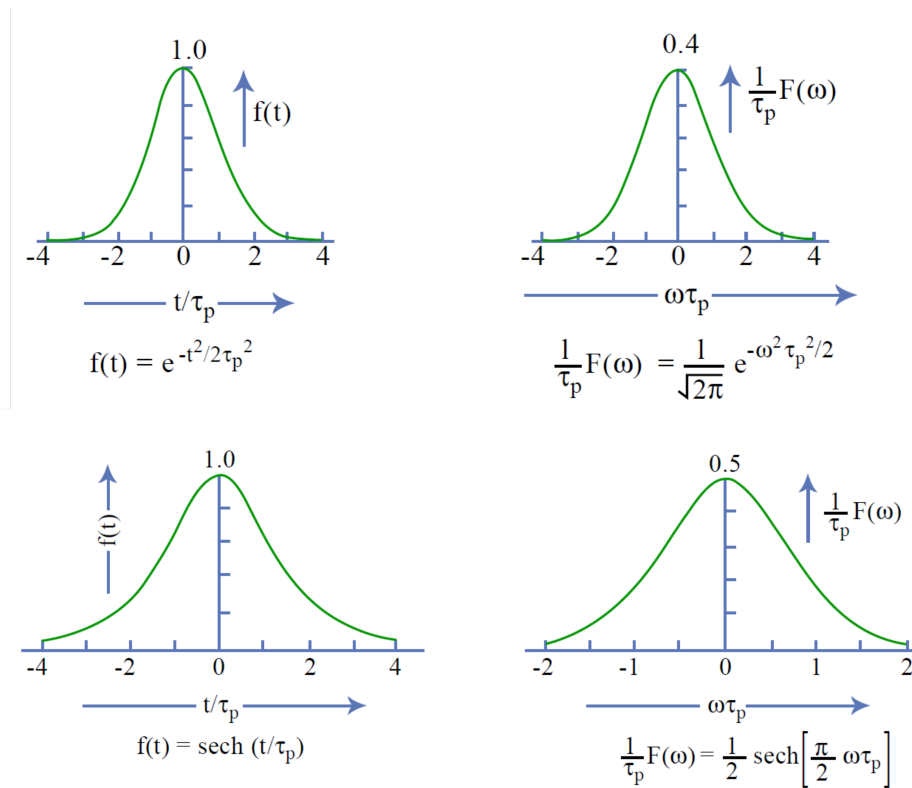 1.0
f(t)
-4 -2 0 2 4
t/τp
f(t) = e^-t²/2τp²
0.4
1/τp F(ω)
-4 -2 0 2 4
ωτp
1/τp F(ω) = 1/√2π e^-ω²τp²/2
1.0
f(t)
-4 -2 0 2 4
t/τp
f(t) = sech (t/τp)
0.5
1/τp F(ω)
-2 -1 0 1 2
ωτp
1/τp F(ω) = 1/2 sech[π/2 ωτp]